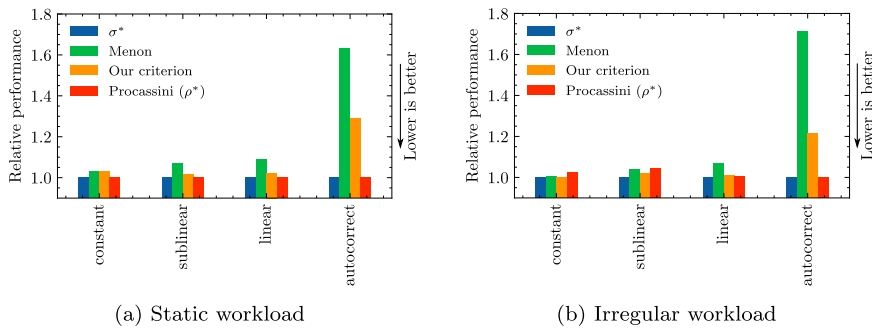 1.8
1.6
1.4
1.2
1.0
Relative performance
σ*
Menon
Our criterion
Procassini (ρ*)
Lower is better
constant
sublinear
linear
autocorrect
(a) Static workload
1.8
1.6
1.4
1.2
1.0
Relative performance
σ*
Menon
Our criterion
Procassini (ρ*)
Lower is better
constant
sublinear
linear
autocorrect
(b) Irregular workload